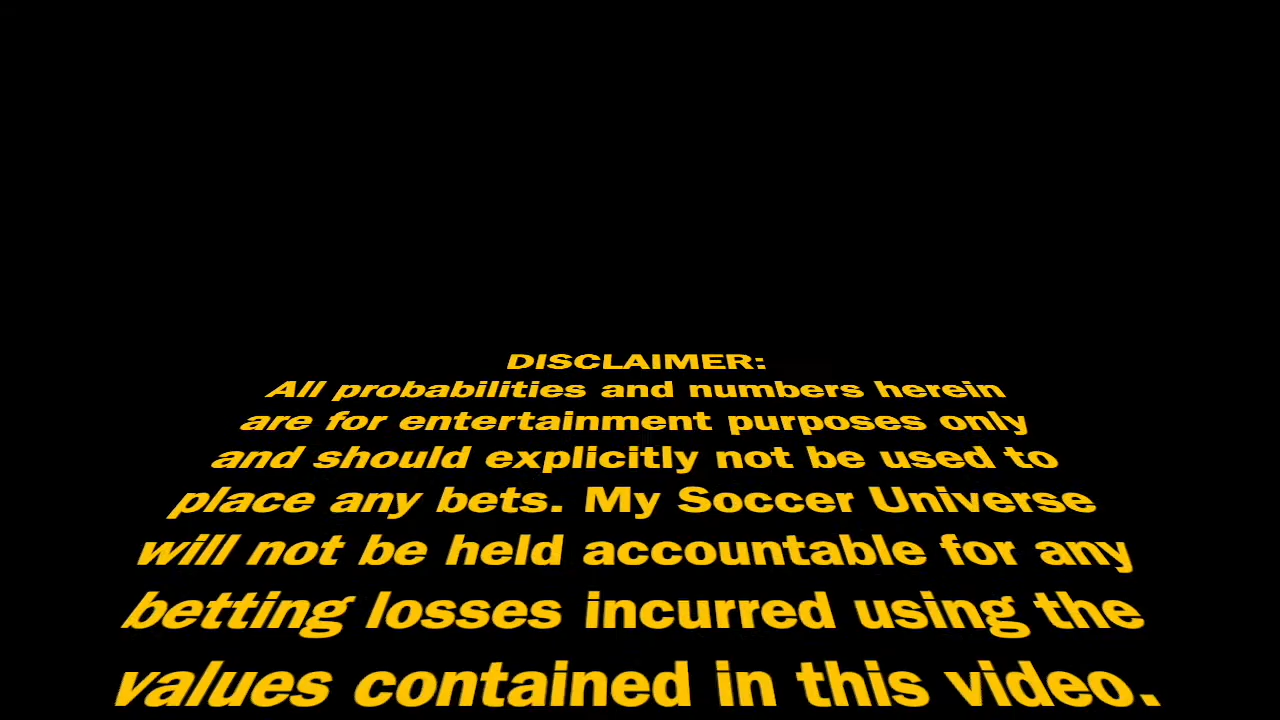 DISCLAIMER:
All probabilities and numbers herein
are for entertainment purposes only
and should explicitly not be used to
place any bets. My Soccer Universe
will not be held accountable for any
betting losses incurred using the
values contained in this video.